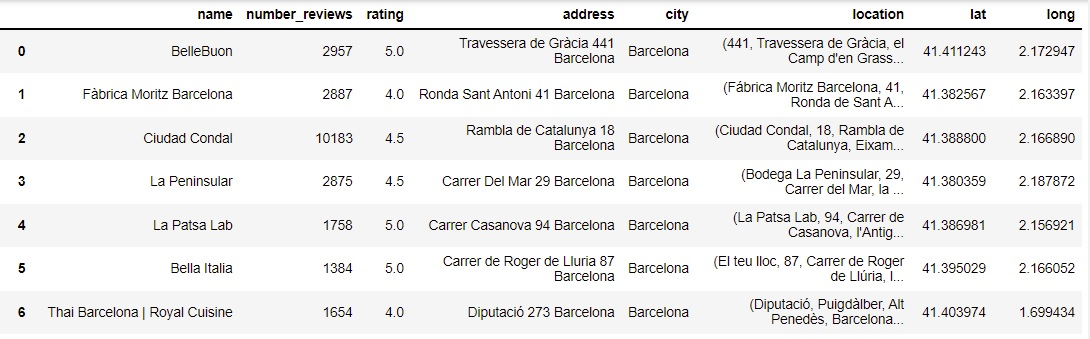 name number_reviews rating address city location lat long
0 BelleBuon 2957 5.0 Travessera de Gràcia 441 Barcelona Barcelona (441, Travessera de Gràcia, el Camp d'en Grass... 41.411243 2.172947
1 Fàbrica Moritz Barcelona 2887 4.0 Ronda Sant Antoni 41 Barcelona Barcelona (Fábrica Moritz Barcelona, 41, Ronda de Sant A... 41.382567 2.163397
2 Ciudad Condal 10183 4.5 Rambla de Catalunya 18 Barcelona Barcelona (Ciudad Condal, 18, Rambla de Catalunya, Eixam... 41.388800 2.166890
3 La Peninsular 2875 4.5 Carrer Del Mar 29 Barcelona Barcelona (Bodega La Peninsular, 29, Carrer del Mar, la ... 41.380359 2.187872
4 La Patsa Lab 1758 5.0 Carrer Casanova 94 Barcelona Barcelona (La Patsa Lab, 94, Carrer de Casanova, l'Antig... 41.386981 2.156921
5 Bella Italia 1384 5.0 Carrer de Roger de Lluria 87 Barcelona Barcelona (El teu lloc, 87, Carrer de Roger de Llúria, l... 41.395029 2.166052
6 Thai Barcelona | Royal Cuisine 1654 4.0 Diputació 273 Barcelona Barcelona (Diputació, Puigdàlber, Alt Penedès, Barcelona... 41.403974 1.699434